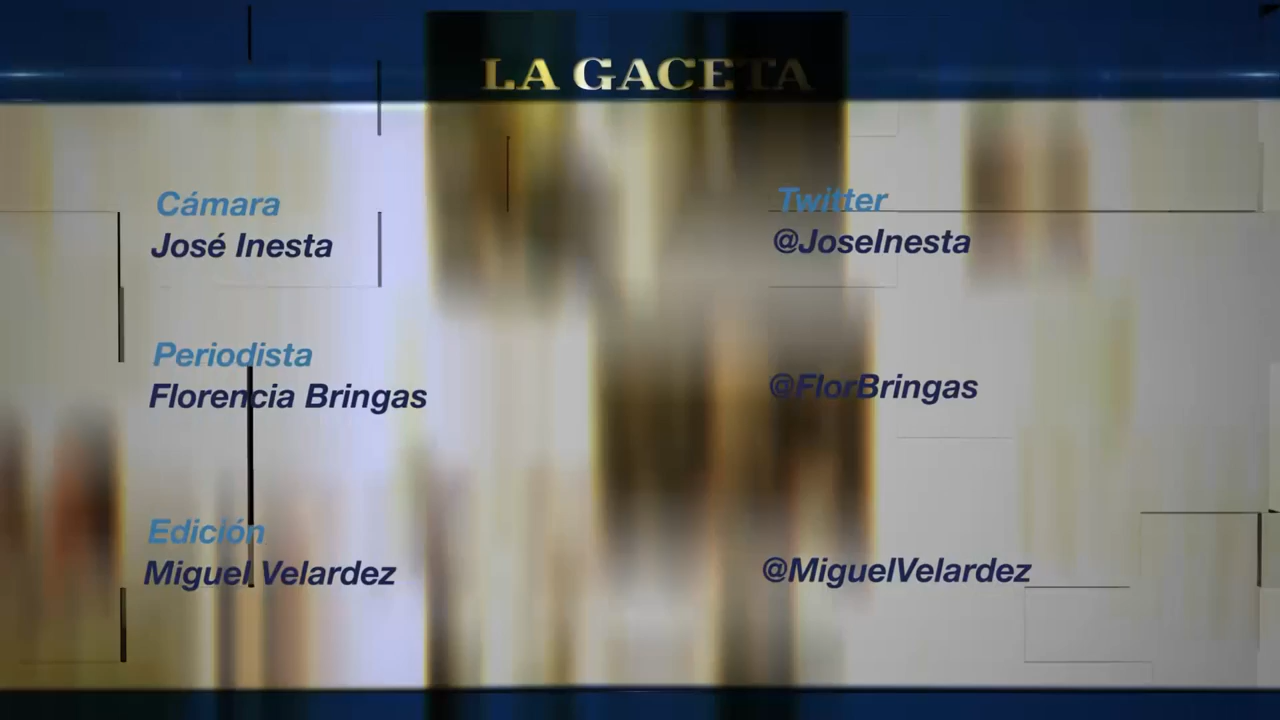 LA GACETA
Cámara
José Inesta
Twitter
@JoseInesta
Periodista
Florencia Bringas
@FlorBringas
Edición
Miguel Velardez
@MiguelVelardez